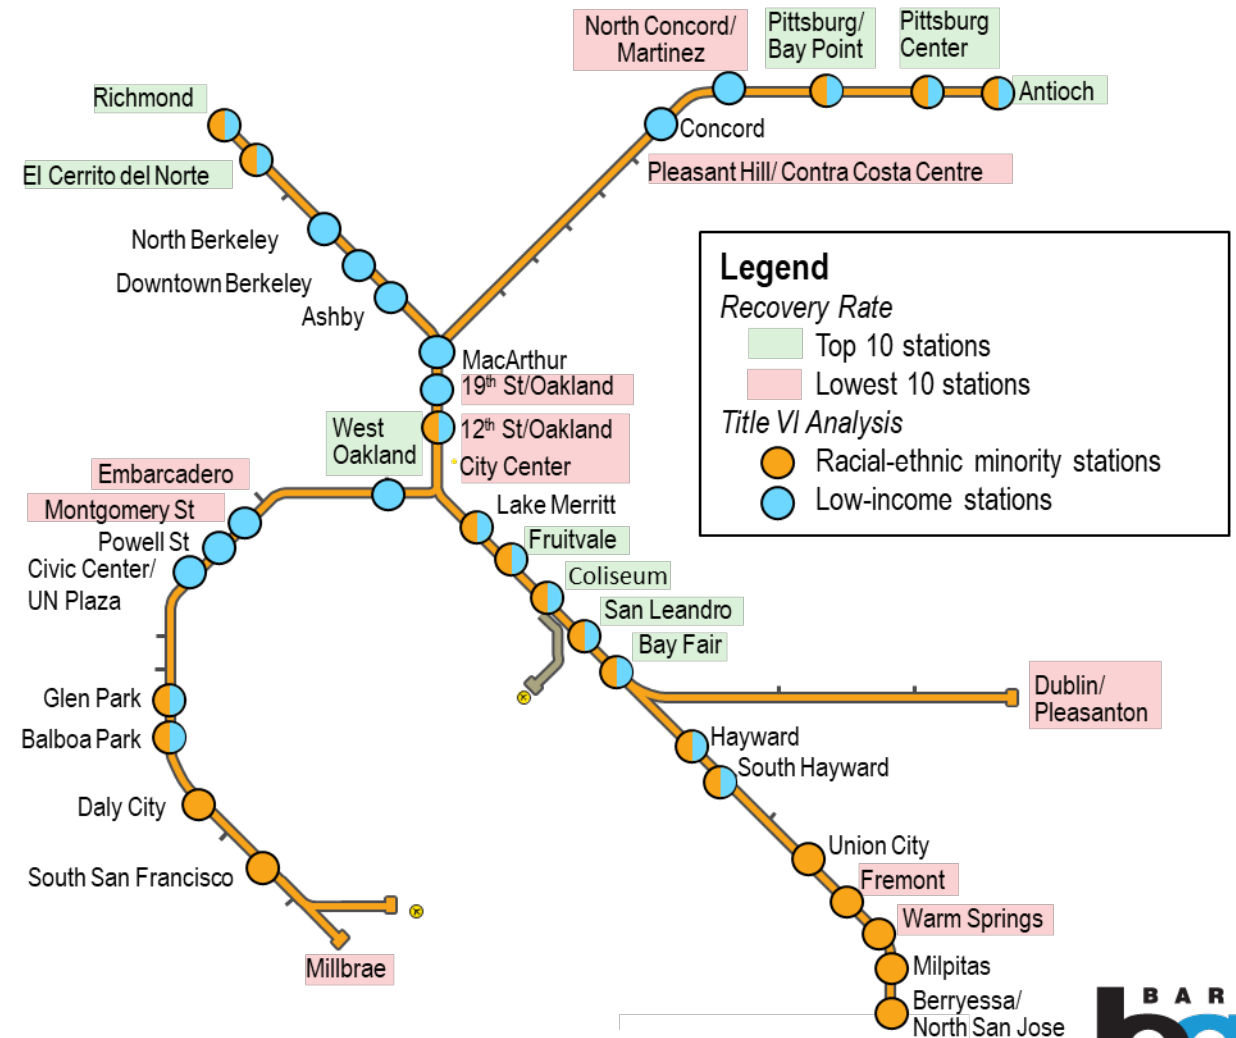 North Concord/
Martinez
Pittsburg/
Bay Point
Pittsburg
Center
Antioch
Richmond
Concord
El Cerrito del Norte
Pleasant Hill/ Contra Costa Centre
North Berkeley
Downtown Berkeley
Ashby
Legend
Recovery Rate
Top 10 stations
Lowest 10 stations
Title VI Analysis
Racial-ethnic minority stations
Low-income stations
MacArthur
19th St/Oakland
West
Oakland
12th St/Oakland
City Center
Embarcadero
Montgomery St
Powell St
Civic Center/
UN Plaza
Lake Merritt
Fruitvale
Coliseum
San Leandro
Bay Fair
Dublin/
Pleasanton
Glen Park
Balboa Park
Hayward
South Hayward
Daly City
South San Francisco
Union City
Fremont
Warm Springs
Millbrae
Milpitas
Berryessa/
North San Jose
BAR